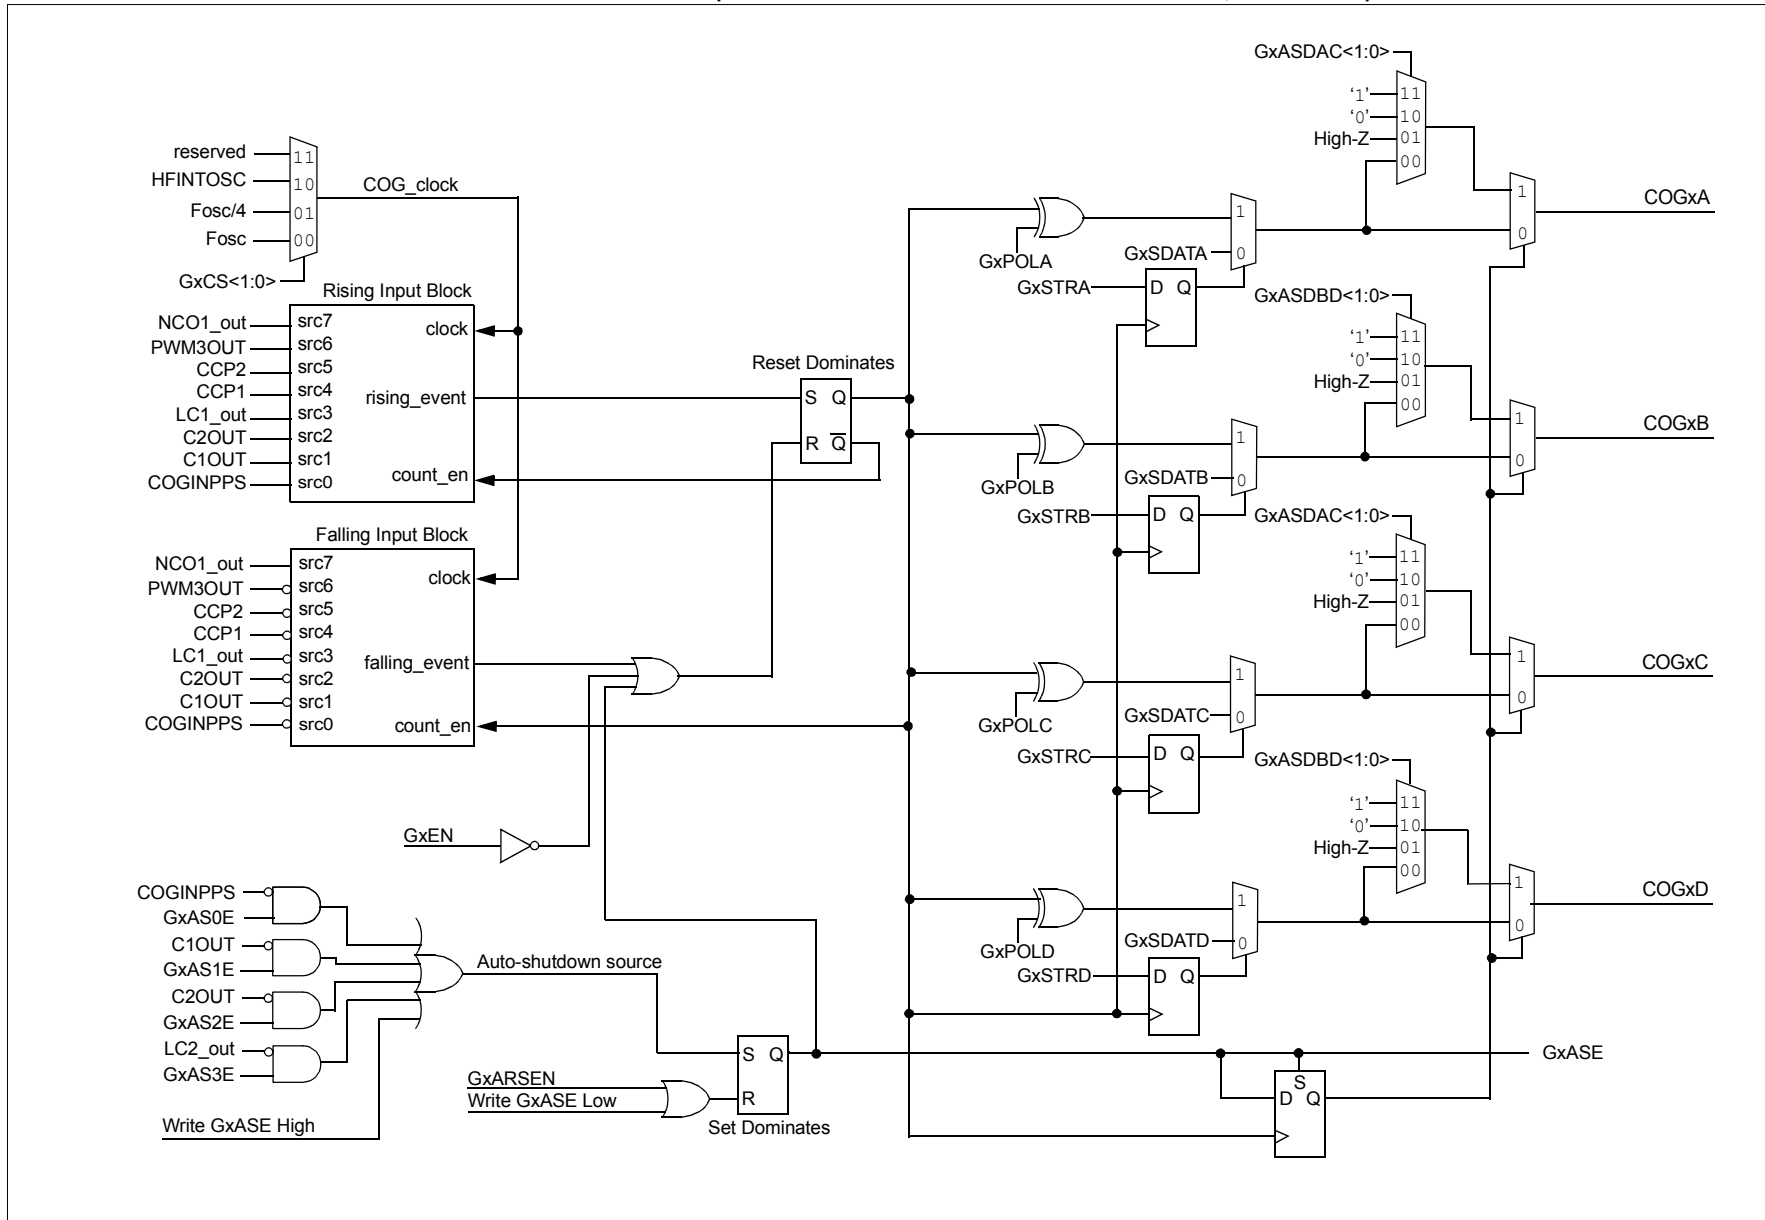 GxASDAC<1:0>
'1' 11
'0' 10
High-Z 01
00
reserved 11
HFINTOSC 10
Fosc/4 01
Fosc 00
COG_clock
GxCS<1:0>
1
0
COGxA
GxPOLA
1
GxSDATA 0
GxSTRA D Q
Rising Input Block
NCO1_out src7
PWM3OUT src6
CCP2 src5
CCP1 src4
LC1_out src3
C2OUT src2
C1OUT src1
COGINPPS src0
clock
rising_event
count_en
Reset Dominates
S Q
R Q̅
GxASDBD<1:0>
'1' 11
'0' 10
High-Z 01
00
1
0
COGxB
GxPOLB
1
GxSDATB 0
GxSTRB D Q
Falling Input Block
NCO1_out src7
PWM3OUT src6
CCP2 src5
CCP1 src4
LC1_out src3
C2OUT src2
C1OUT src1
COGINPPS src0
clock
falling_event
count_en
GxASDAC<1:0>
'1' 11
'0' 10
High-Z 01
00
1
0
COGxC
GxPOLC
1
GxSDATC 0
GxSTRC D Q
GxEN
GxASDBD<1:0>
'1' 11
'0' 10
High-Z 01
00
1
0
COGxD
GxPOLD
1
GxSDATD 0
GxSTRD D Q
COGINPPS
GxAS0E
C1OUT
GxAS1E
C2OUT
GxAS2E
LC2_out
GxAS3E
Write GxASE High
Auto-shutdown source
GxARSEN
Write GxASE Low
S Q
R
Set Dominates
GxASE
S
D Q